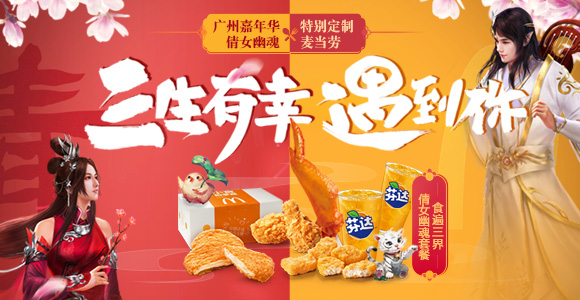 广州嘉年华
倩女幽魂
特别定制
麦当劳
三生有幸 遇到你
芬达
芬达
食遍三界
倩女幽魂套餐